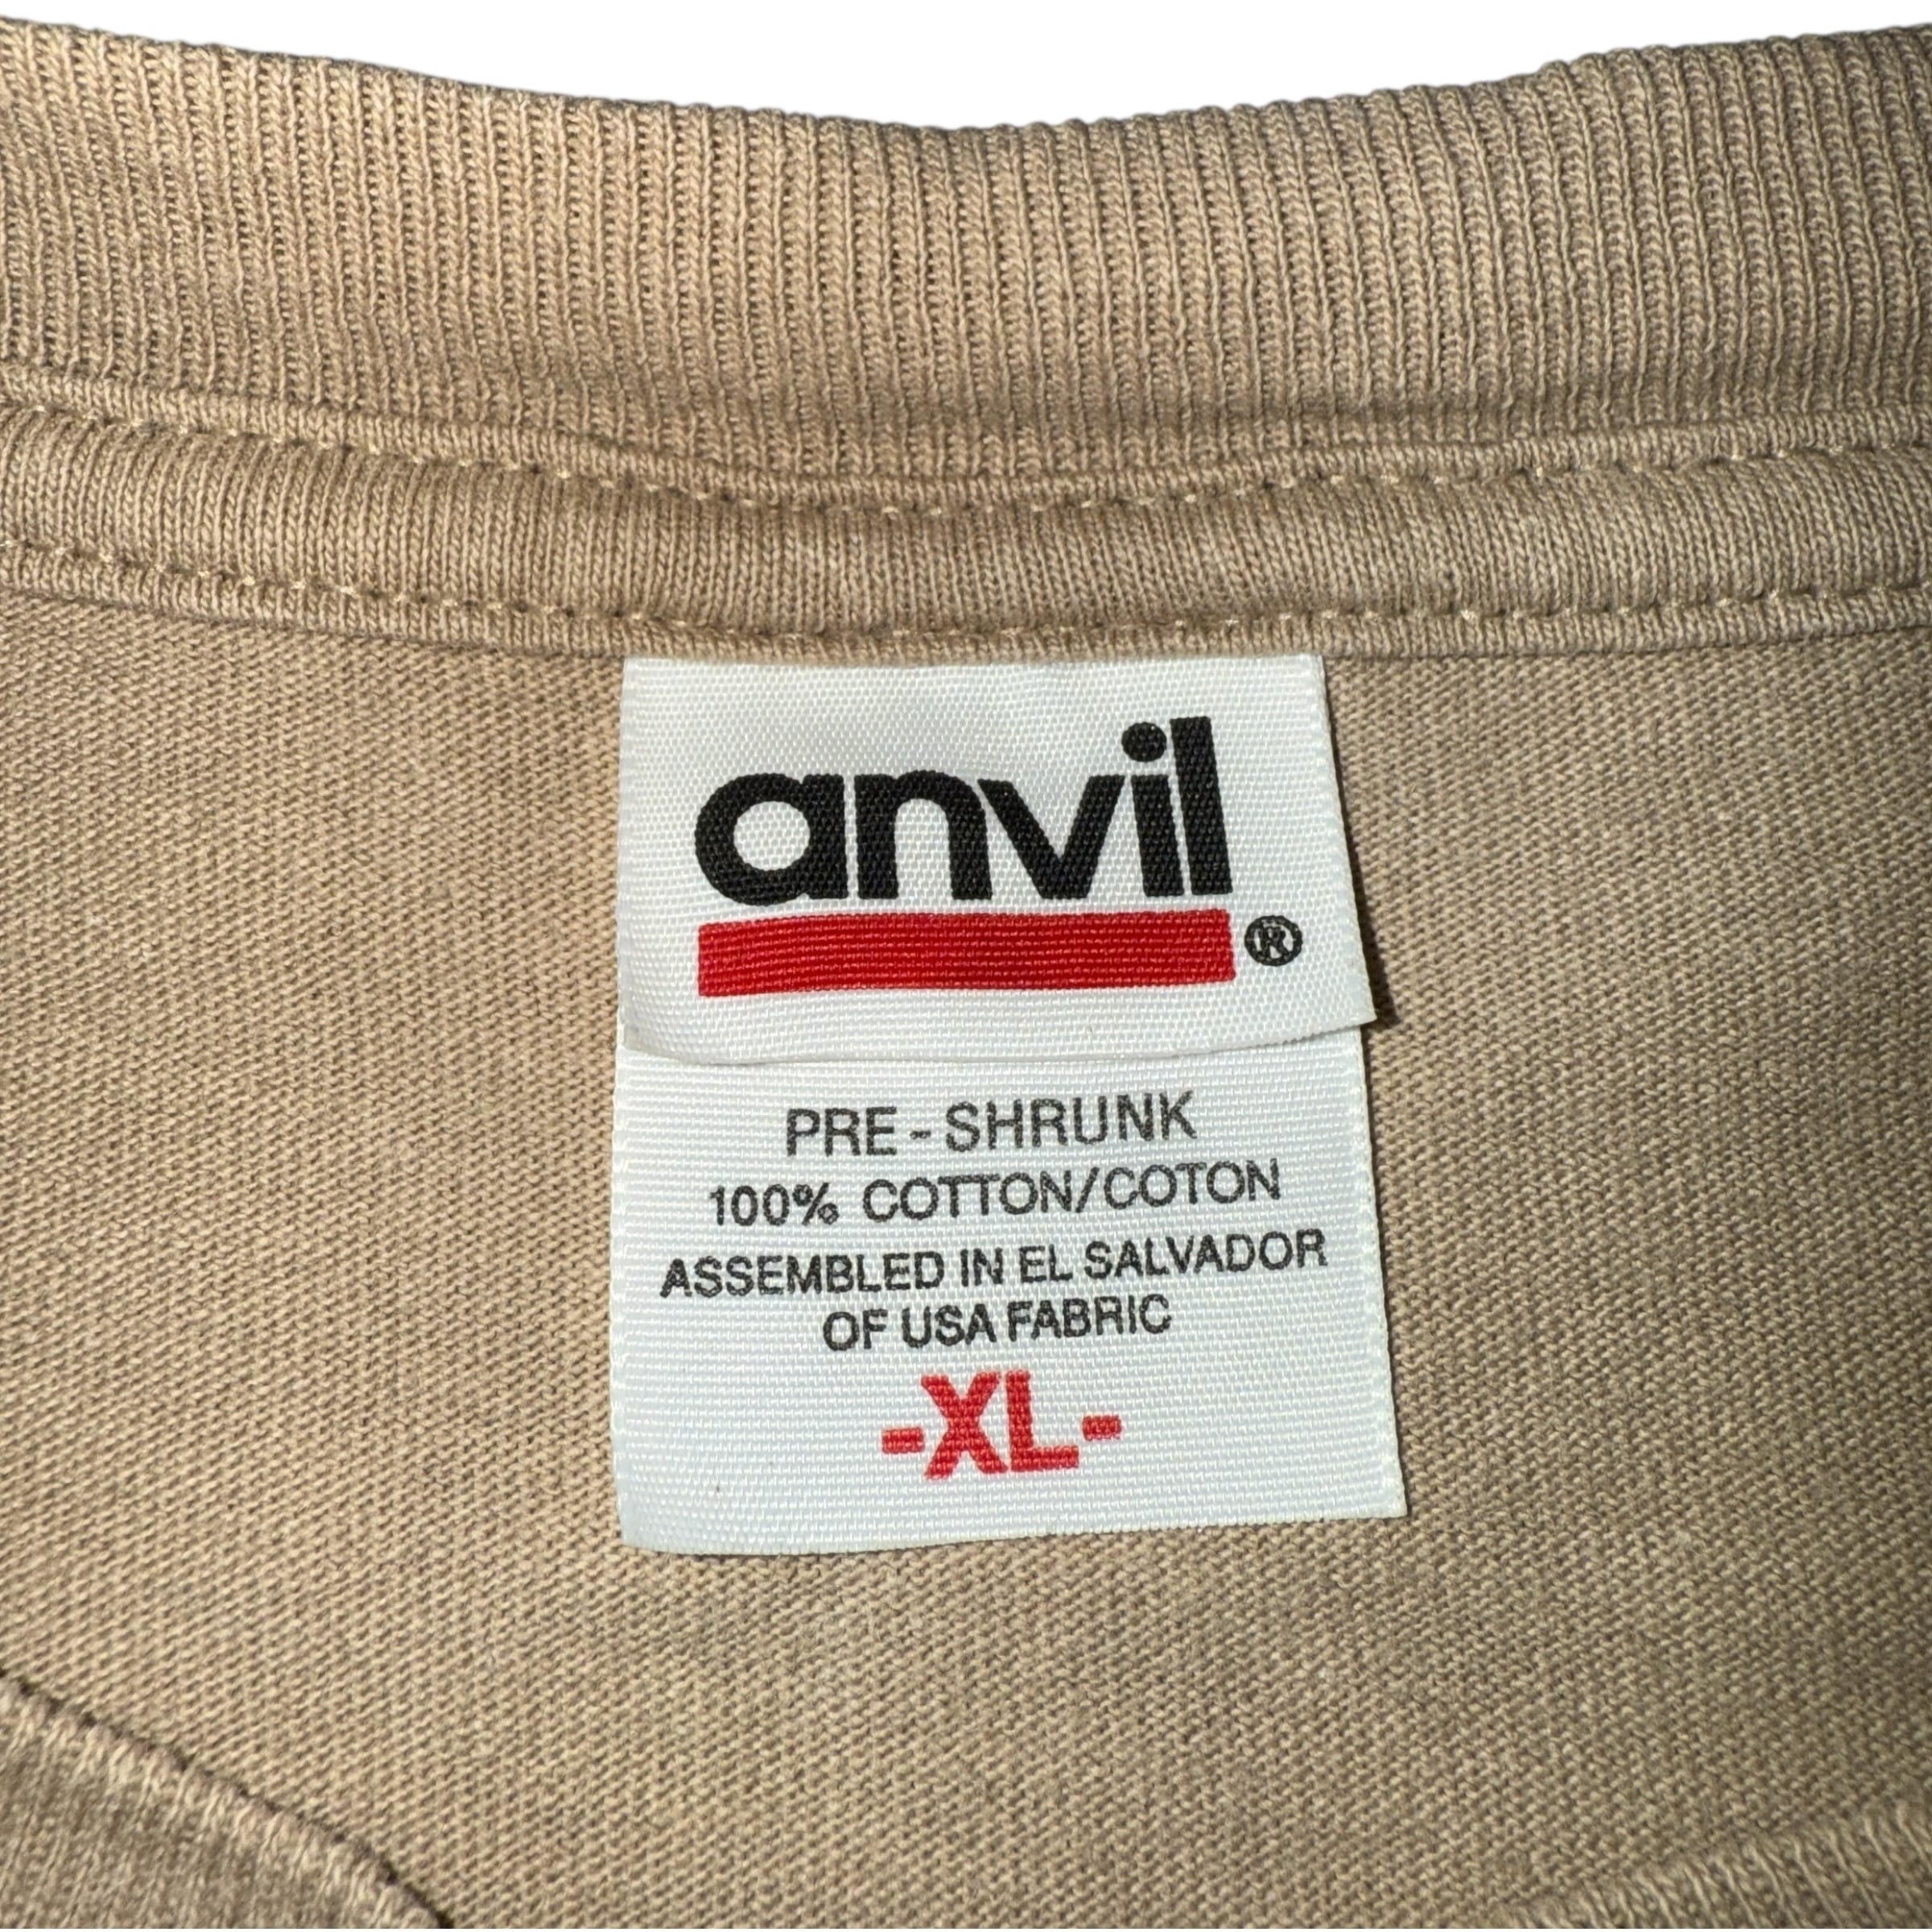 anvil®
PRE-SHRUNK
100% COTTON/COTON
ASSEMBLED IN EL SALVADOR
OF USA FABRIC
-XL-